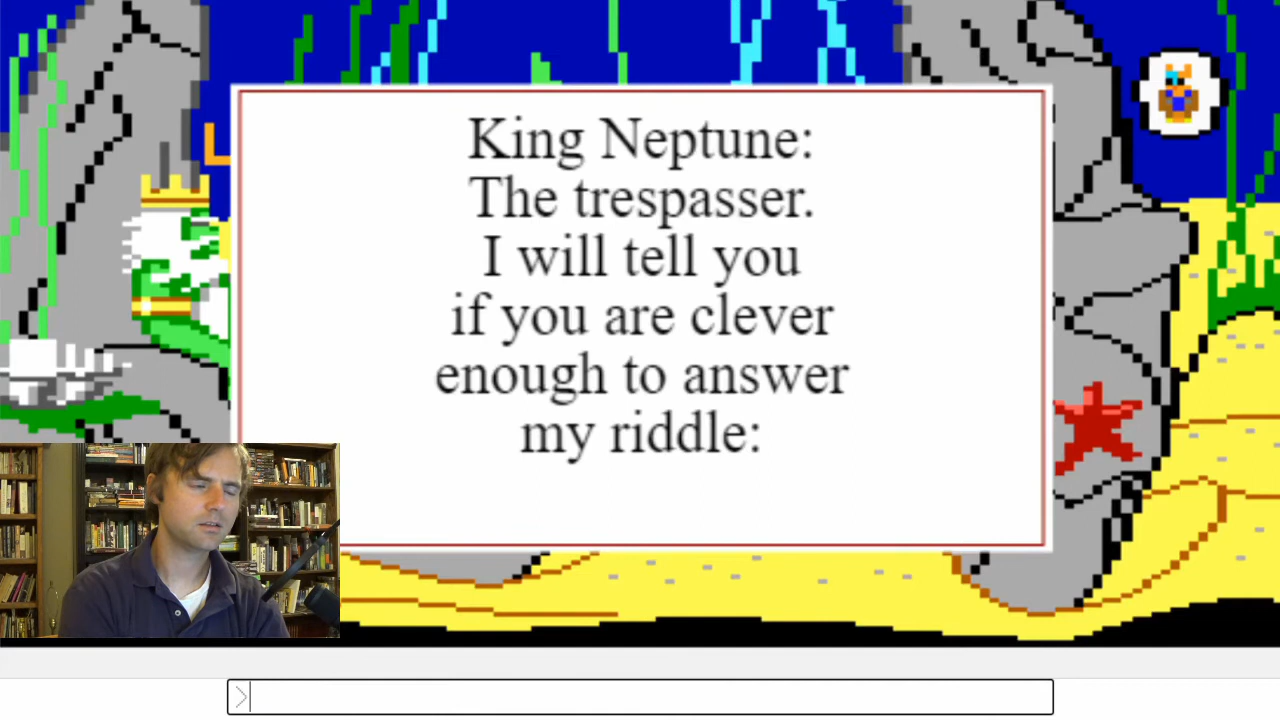 King Neptune:
The trespasser.
I will tell you
if you are clever
enough to answer
my riddle: